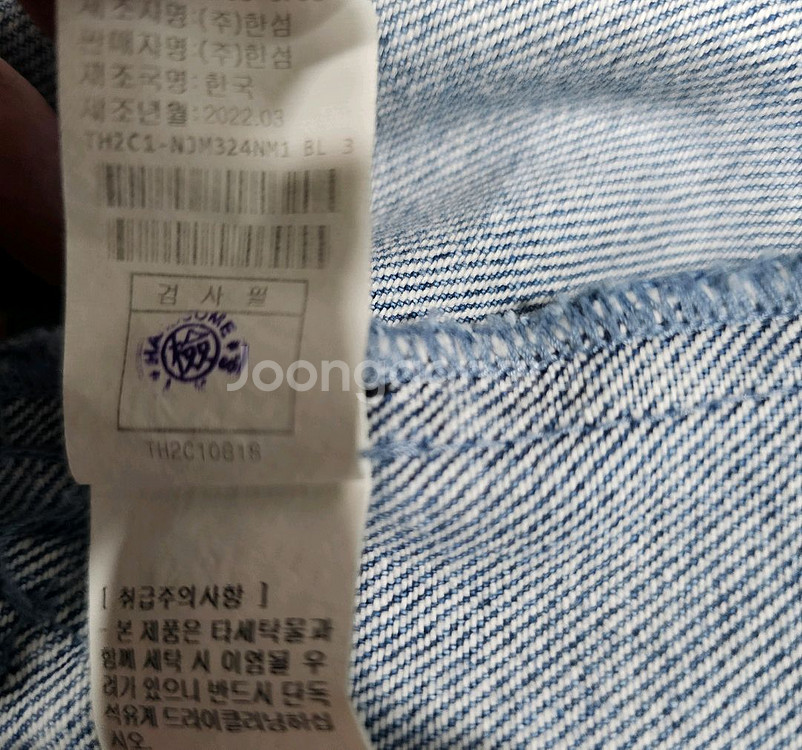 제조자명:(주)한섬
판매자명:(주)한섬
제조국명:한국
제조년월:2022.03
TH2C1-NJM324NM1 BL 3
검 사 필
檢
TH2C10818
[ 취급주의사항 ]
- 본 제품은 타세탁물과
함께 세탁 시 이염될 우
려가 있으니 반드시 단독
석유계 드라이클리닝하십
시오.